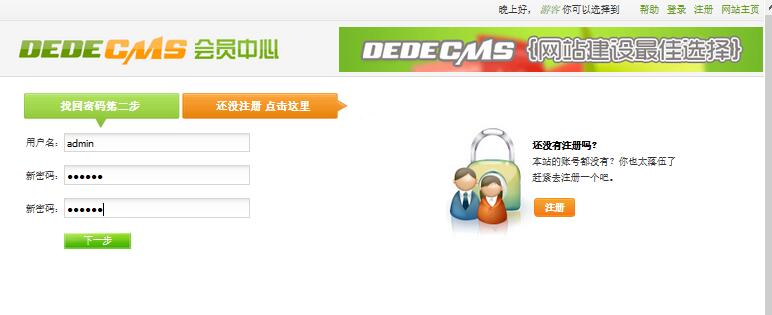 晚上好， 游客 你可以选择到 帮助 登录 注册 网站主页
DEDECMS 会员中心
DEDECMS {网站建设最佳选择}
找回密码第二步 还没注册 点击这里
用户名： admin
新密码： ●●●●●●
新密码： ●●●●●●
下一步
还没有注册吗？
本站的账号都没有？你也太落伍了
赶紧去注册一个吧。
注册